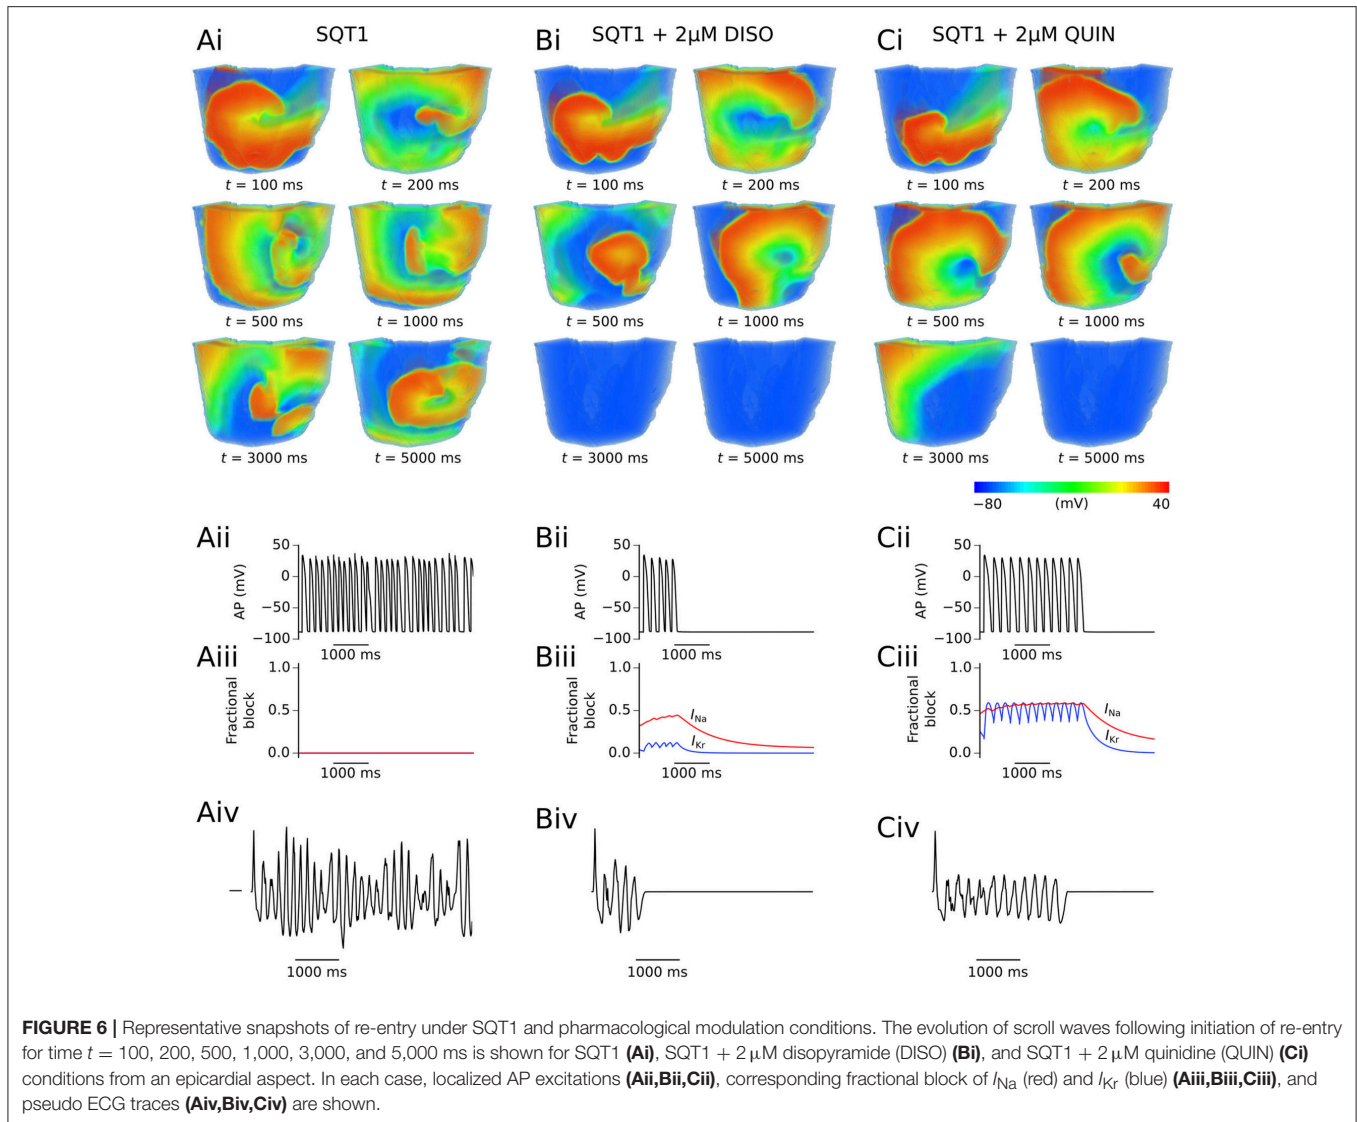 Ai SQT1 Bi SQT1 + 2μM DISO Ci SQT1 + 2μM QUIN
t = 100 ms t = 200 ms t = 100 ms t = 200 ms t = 100 ms t = 200 ms
t = 500 ms t = 1000 ms t = 500 ms t = 1000 ms t = 500 ms t = 1000 ms
t = 3000 ms t = 5000 ms t = 3000 ms t = 5000 ms t = 3000 ms t = 5000 ms
−80 (mV) 40
Aii Bii Cii
50 50 50
0 0 0
−50 −50 −50
−100 −100 −100
AP (mV) AP (mV) AP (mV)
1000 ms 1000 ms 1000 ms
Aiii Biii Ciii
1.0 1.0 1.0
0.5 0.5 0.5
0.0 0.0 0.0
Fractional block Fractional block Fractional block
INa INa
IKr IKr
1000 ms 1000 ms 1000 ms
Aiv Biv Civ
1000 ms 1000 ms 1000 ms
FIGURE 6 | Representative snapshots of re-entry under SQT1 and pharmacological modulation conditions. The evolution of scroll waves following initiation of re-entry
for time t = 100, 200, 500, 1,000, 3,000, and 5,000 ms is shown for SQT1 (Ai), SQT1 + 2 μM disopyramide (DISO) (Bi), and SQT1 + 2 μM quinidine (QUIN) (Ci)
conditions from an epicardial aspect. In each case, localized AP excitations (Aii,Bii,Cii), corresponding fractional block of INa (red) and IKr (blue) (Aiii,Biii,Ciii), and
pseudo ECG traces (Aiv,Biv,Civ) are shown.